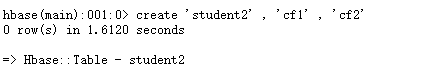 hbase(main):001:0> create 'student2' , 'cf1' , 'cf2'
0 row(s) in 1.6120 seconds
=> Hbase::Table - student2